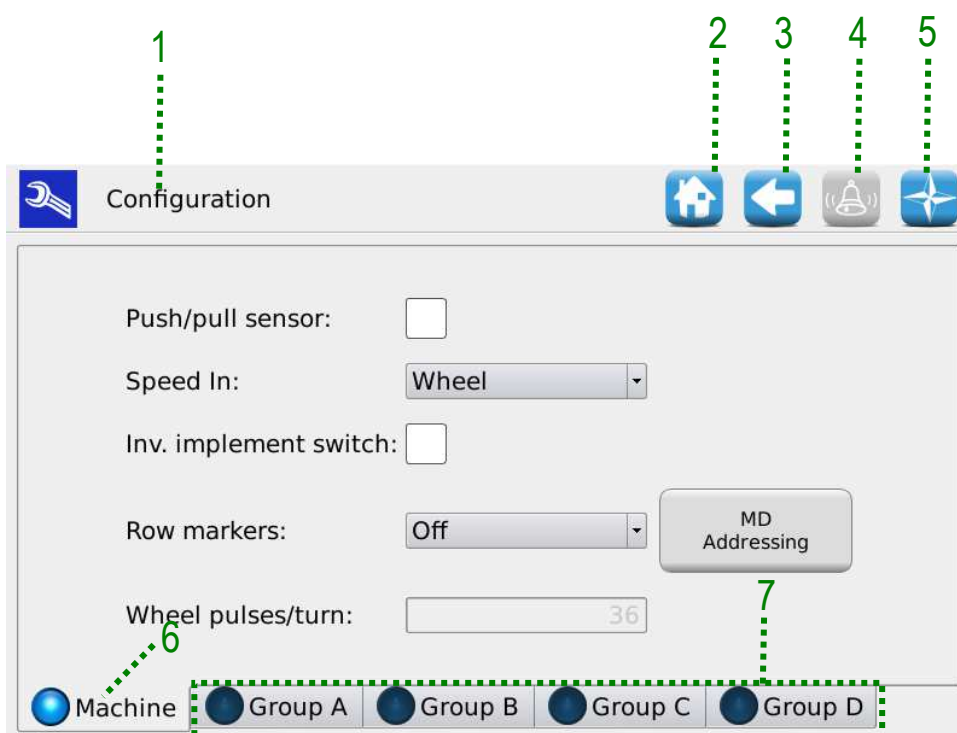 1 2 3 4 5
Configuration
Push/pull sensor:
Speed In: Wheel
Inv. implement switch:
Row markers: Off
MD
Addressing
7
Wheel pulses/turn: 36
6
Machine Group A Group B Group C Group D